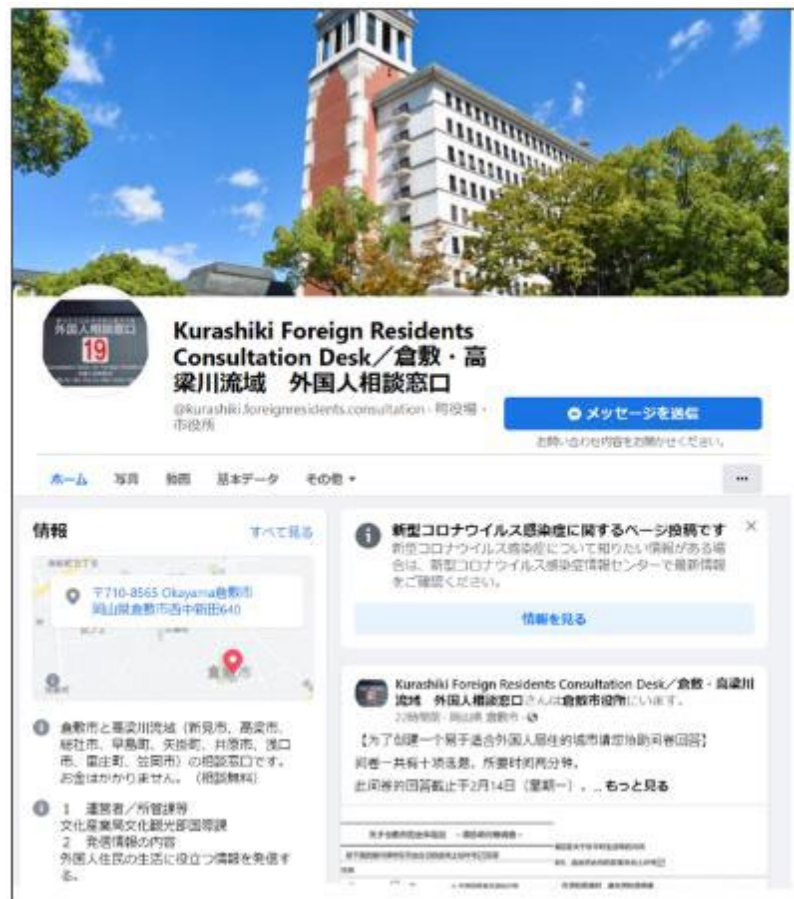 外国人相談窓口
19
Kurashiki Foreign Residents
Consultation Desk／倉敷・高
梁川流域　外国人相談窓口
@kurashiki.foreignresidents.consultation · 町役場・
市役所
メッセージを送信
お問い合わせ内容をお聞かせください。
ホーム　写真　動画　基本データ　その他
情報
すべて見る
〒710-8565 Okayama倉敷市
岡山県倉敷市西中新田640
倉敷市
倉敷市と高梁川流域（新見市、高梁市、
総社市、早島町、矢掛町、井原市、浅口
市、里庄町、笠岡市）の相談窓口です。
お金はかかりません。（相談無料）
1　運営者／所管課等
文化産業局文化観光部国際課
2　発信情報の内容
外国人住民の生活に役立つ情報を発信す
る。
新型コロナウイルス感染症に関するページ投稿です
新型コロナウイルス感染症について知りたい情報がある場
合は、新型コロナウイルス感染症情報センターで最新情報
をご確認ください。
情報を見る
Kurashiki Foreign Residents Consultation Desk／倉敷・高梁川
流域　外国人相談窓口さんは倉敷市役所にいます。
22時間前 · 岡山県 倉敷市 ·
【为了创建一个易于适合外国人居住的城市请您协助问卷回答】
问卷一共有十项选题，所要时间两分钟。
此问卷的回答截止于2月14日（星期一）。... もっと見る